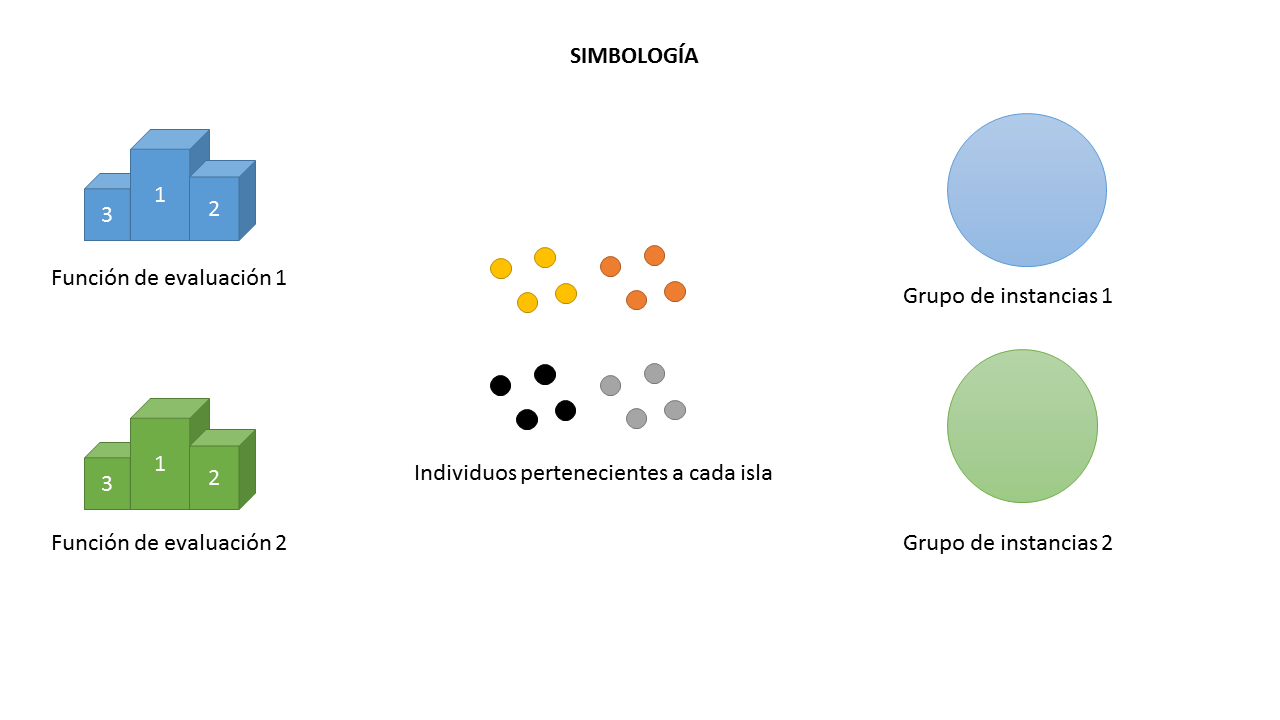 SIMBOLOGÍA
3
1
2
Función de evaluación 1
3
1
2
Función de evaluación 2
Individuos pertenecientes a cada isla
Grupo de instancias 1
Grupo de instancias 2